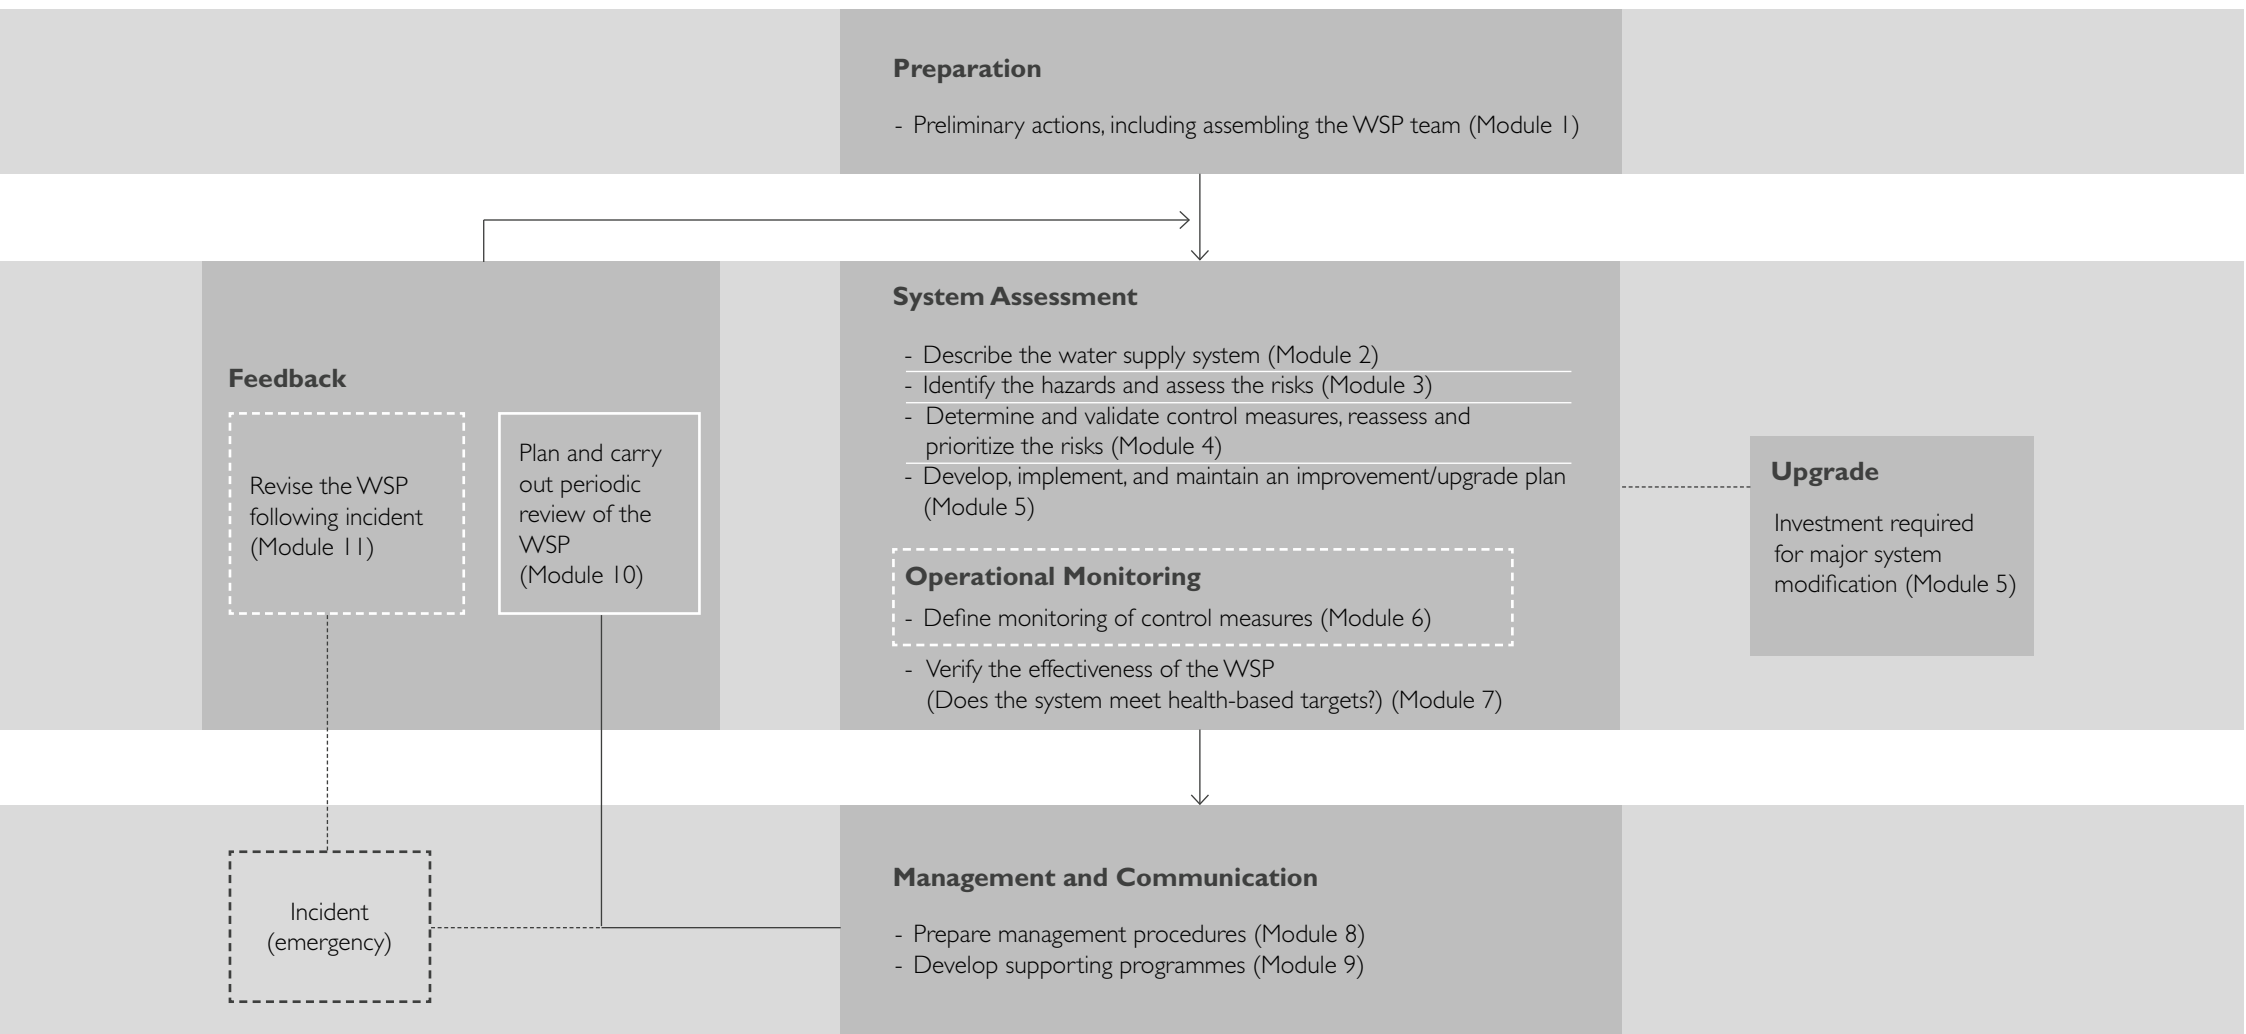 Preparation
- Preliminary actions, including assembling the WSP team (Module 1)
Feedback
Revise the WSP
following incident
(Module 11)
Plan and carry
out periodic
review of the
WSP
(Module 10)
System Assessment
- Describe the water supply system (Module 2)
- Identify the hazards and assess the risks (Module 3)
- Determine and validate control measures, reassess and
prioritize the risks (Module 4)
- Develop, implement, and maintain an improvement/upgrade plan
(Module 5)
Operational Monitoring
- Define monitoring of control measures (Module 6)
- Verify the effectiveness of the WSP
(Does the system meet health-based targets?) (Module 7)
Upgrade
Investment required
for major system
modification (Module 5)
Incident
(emergency)
Management and Communication
- Prepare management procedures (Module 8)
- Develop supporting programmes (Module 9)